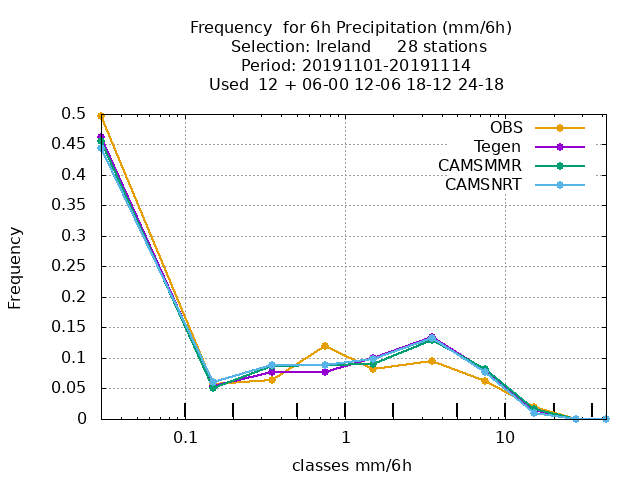 Frequency  for 6h Precipitation (mm/6h)
Selection: Ireland     28 stations
Period: 20191101-20191114
Used  12 + 06-00 12-06 18-12 24-18
OBS
Tegen
CAMSMMR
CAMSNRT
0.5
0.45
0.4
0.35
0.3
0.25
0.2
0.15
0.1
0.05
0
Frequency
0.1
1
10
classes mm/6h